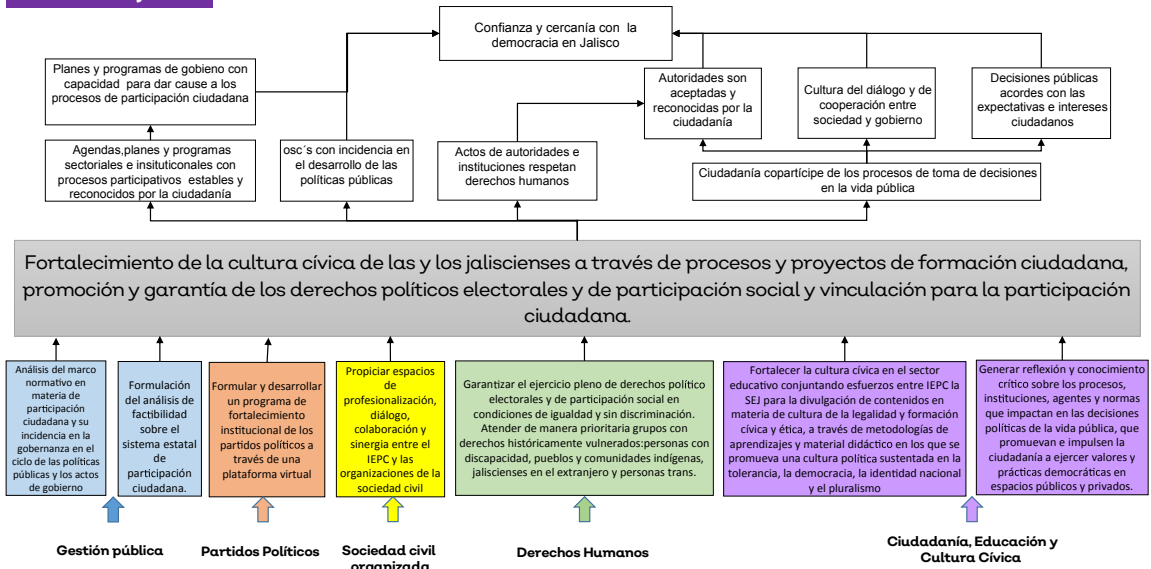 Confianza y cercanía con la
democracia en Jalisco
Planes y programas de gobieno con
capacidad para dar cause a los
procesos de participación ciudadana
Autoridades son
aceptadas y
reconocidas por la
ciudadanía
Cultura del diálogo y de
cooperación entre
sociedad y gobierno
Decisiones públicas
acordes con las
expectativas e intereses
ciudadanos
Agendas,planes y programas
sectoriales e insituticonales con
procesos participativos estables y
reconocidos por la ciudadanía
osc´s con incidencia en
el desarrollo de las
políticas públicas
Actos de autoridades e
instituciones respetan
derechos humanos
Ciudadanía copartícipe de los procesos de toma de decisiones
en la vida pública
Fortalecimiento de la cultura cívica de las y los jaliscienses a través de procesos y proyectos de formación ciudadana,
promoción y garantía de los derechos políticos electorales y de participación social y vinculación para la participación
ciudadana.
Análisis del marco
normativo en
materia de
participación
ciudadana y su
incidencia en la
gobernanza en el
ciclo de las políticas
públicas y los actos
de gobierno
Formulación
del análisis de
factibilidad
sobre el
sistema estatal
de
participación
ciudadana.
Formular y desarrollar
un programa de
fortalecimiento
institucional de los
partidos políticos a
través de una
plataforma virtual
Propiciar espacios
de
profesionalización,
diálogo,
colaboración y
sinergia entre el
IEPC y las
organizaciones de la
sociedad civil
Garantizar el ejercicio pleno de derechos político
electorales y de participación social en
condiciones de igualdad y sin discriminación.
Atender de manera prioritaria grupos con
derechos históricamente vulnerados:personas con
discapacidad, pueblos y comunidades indígenas,
jaliscienses en el extranjero y personas trans.
Fortalecer la cultura cívica en el sector
educativo conjuntando esfuerzos entre IEPC la
SEJ para la divulgación de contenidos en
materia de cultura de la legalidad y formación
cívica y ética, a través de metodologías de
aprendizajes y material didáctico en los que se
promueva una cultura política sustentada en la
tolerancia, la democracia, la identidad nacional
y el pluralismo
Generar reflexión y conocimiento
crítico sobre los procesos,
instituciones, agentes y normas
que impactan en las decisiones
políticas de la vida pública, que
promuevan e impulsen la
ciudadanía a ejercer valores y
prácticas democráticas en
espacios públicos y privados.
Gestión pública
Partidos Políticos
Sociedad civil
organizada
Derechos Humanos
Ciudadanía, Educación y
Cultura Cívica